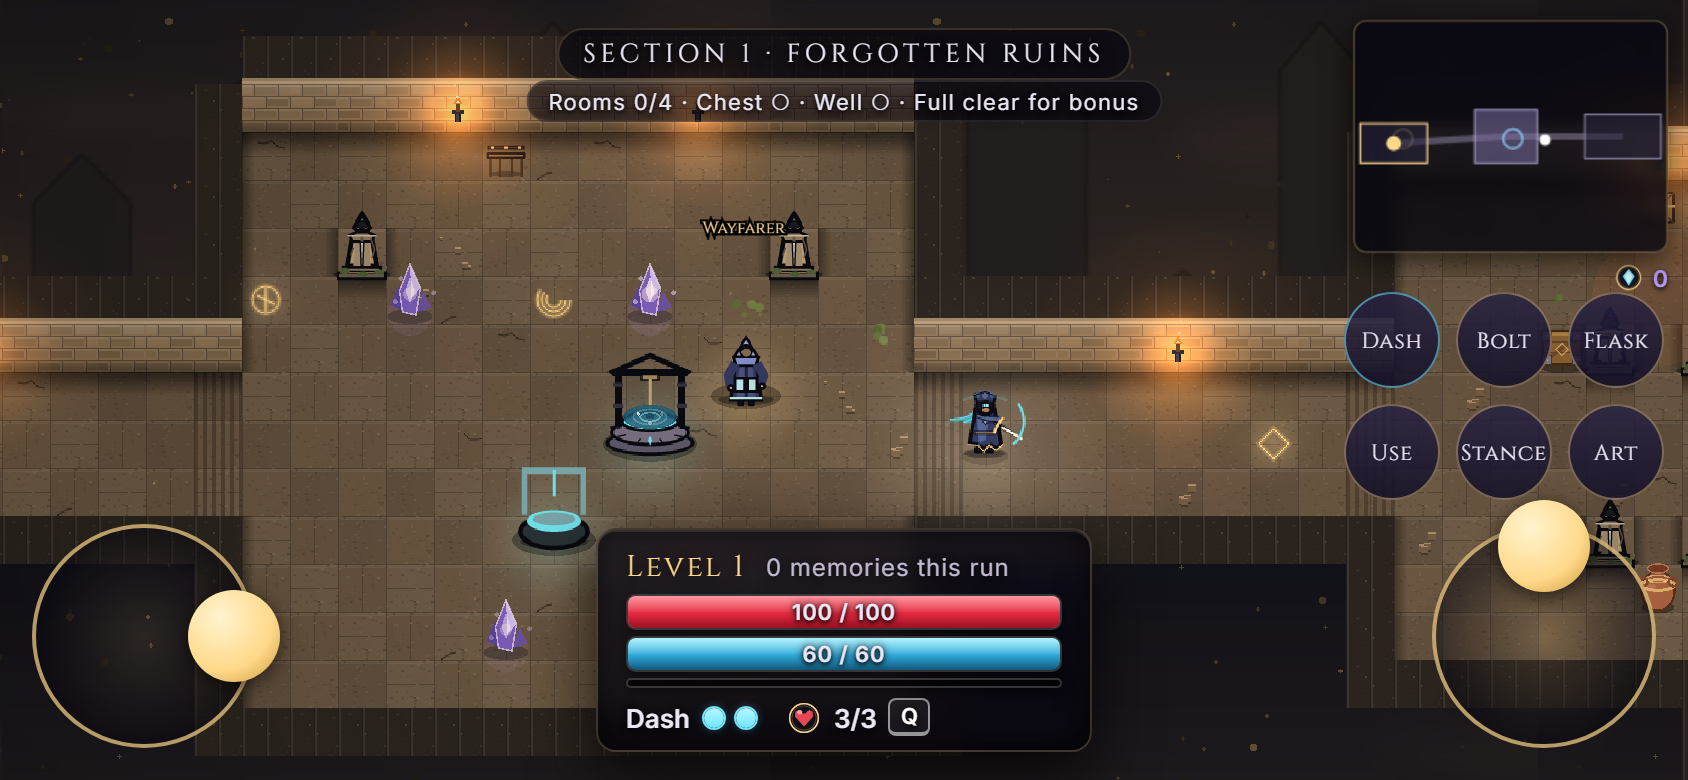 SECTION 1 · FORGOTTEN RUINS
Rooms 0/4 · Chest O · Well O · Full clear for bonus
WAYFARER
0
DASH
BOLT
FLASK
USE
STANCE
ART
LEVEL 1 0 memories this run
100 / 100
60 / 60
Dash 3/3 Q